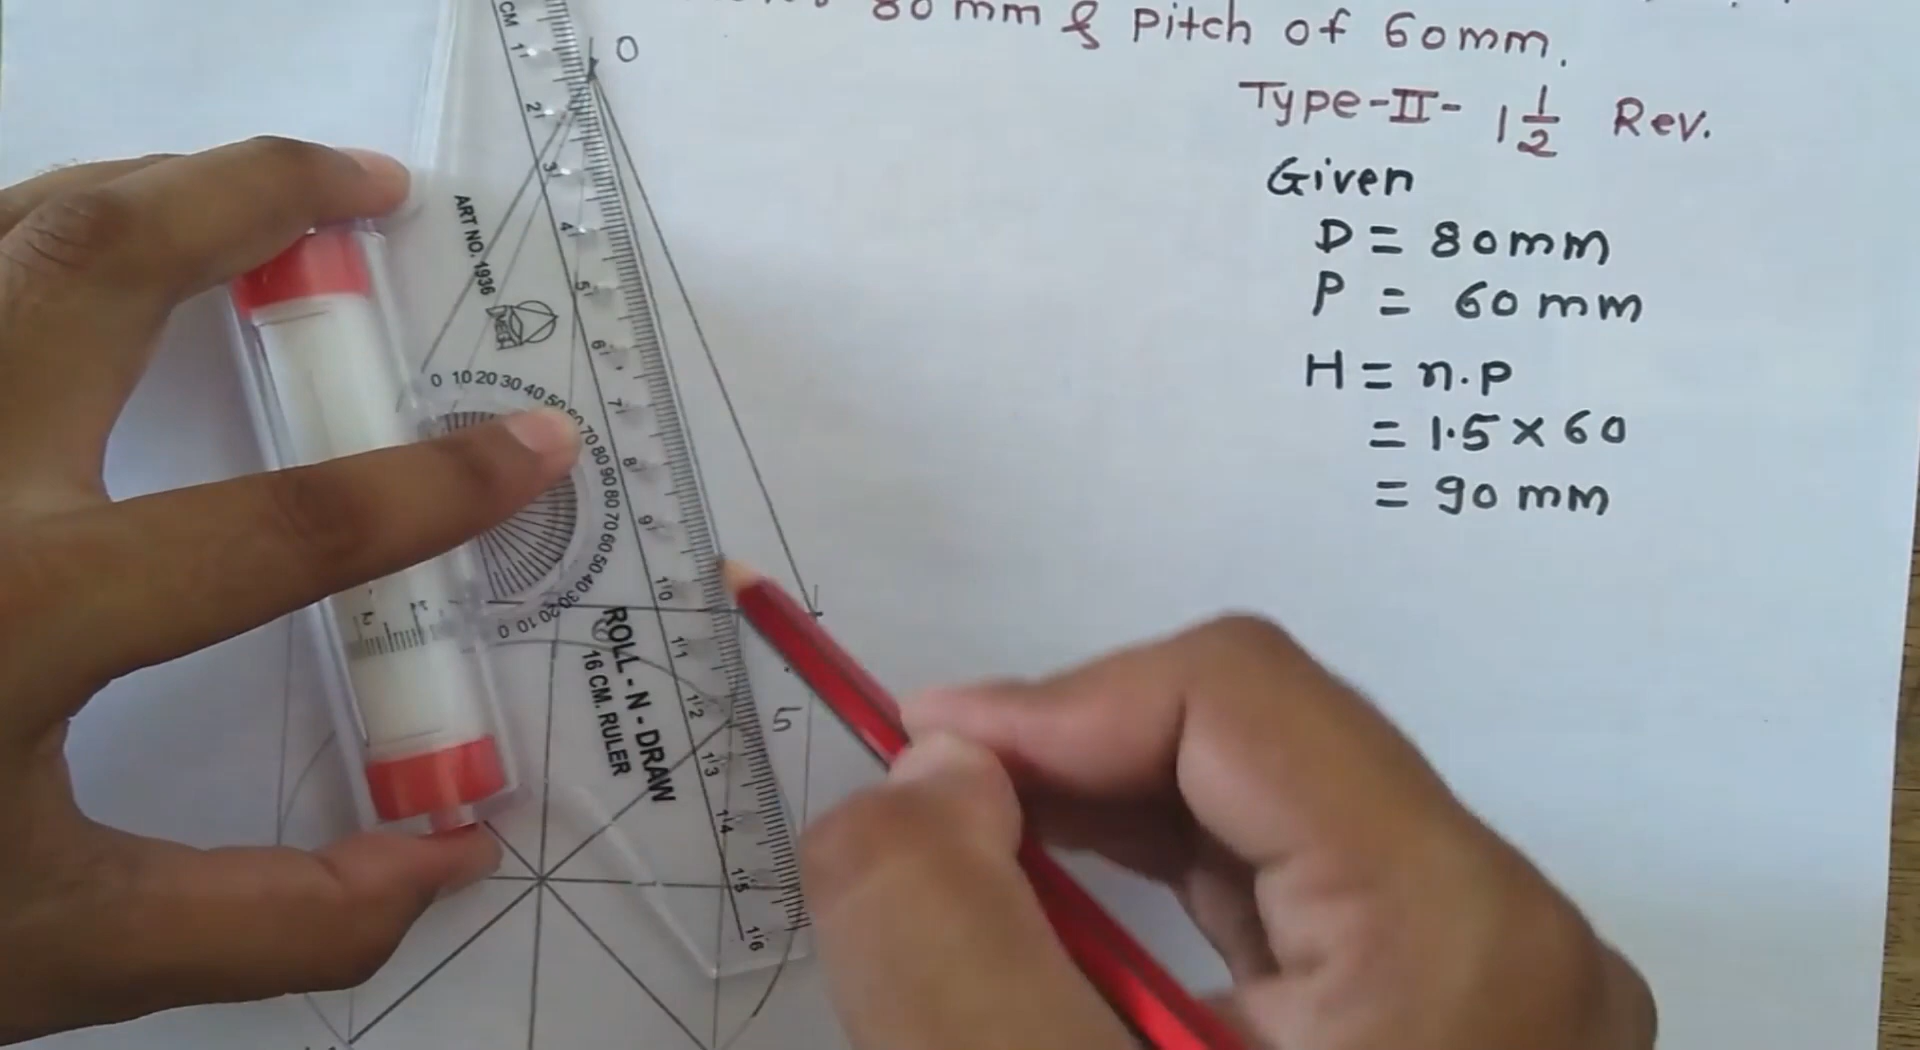 80 mm & Pitch of 60mm.
Type-II- 1 1/2 Rev.
Given
D = 80mm
P = 60 mm
H = n.p
= 1.5 × 60
= 90 mm
O
5
CM 1 2 3 4 5 6 7 8 9 10 11 12 13 14 15 16
ART NO. 1936
0 10 20 30 40 50 60 70 80 90 80 70 60 50 40 30 20 10 0
ROLL - N - DRAW
16 CM. RULER